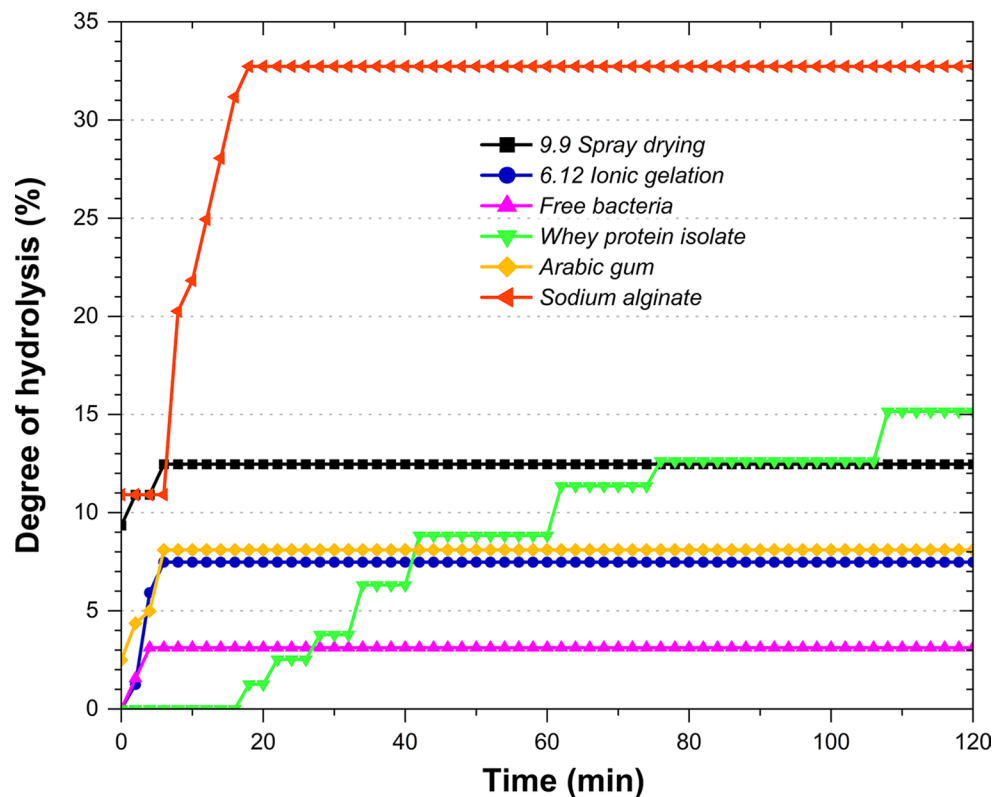 35
30
25
20
15
10
5
0
Degree of hydrolysis (%)
9.9 Spray drying
6.12 Ionic gelation
Free bacteria
Whey protein isolate
Arabic gum
Sodium alginate
0 20 40 60 80 100 120
Time (min)